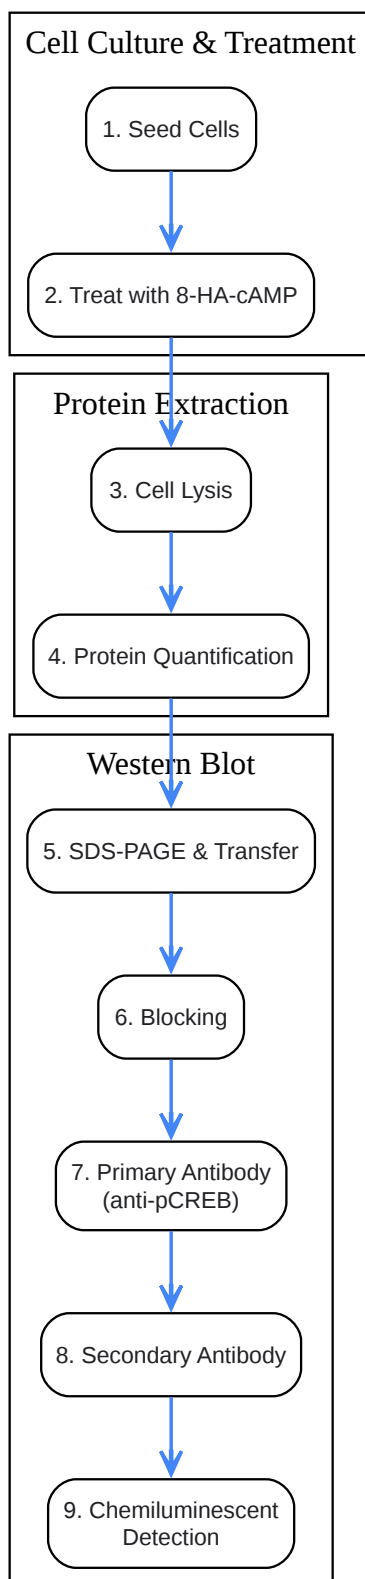 Cell Culture & Treatment
1. Seed Cells
2. Treat with 8-HA-cAMP
Protein Extraction
3. Cell Lysis
4. Protein Quantification
Western Blot
5. SDS-PAGE & Transfer
6. Blocking
7. Primary Antibody
(anti-pCREB)
8. Secondary Antibody
9. Chemiluminescent
Detection